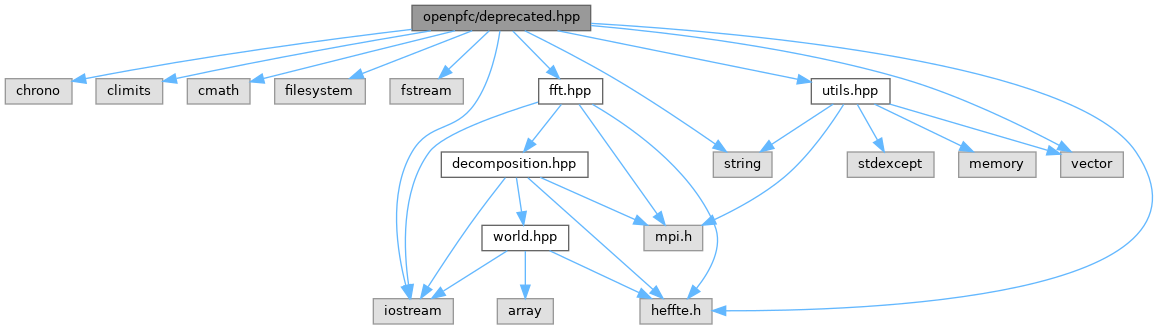 openpfc/deprecated.hpp
chrono
climits
cmath
filesystem
fstream
fft.hpp
utils.hpp
decomposition.hpp
string
stdexcept
memory
vector
world.hpp
mpi.h
iostream
array
heffte.h